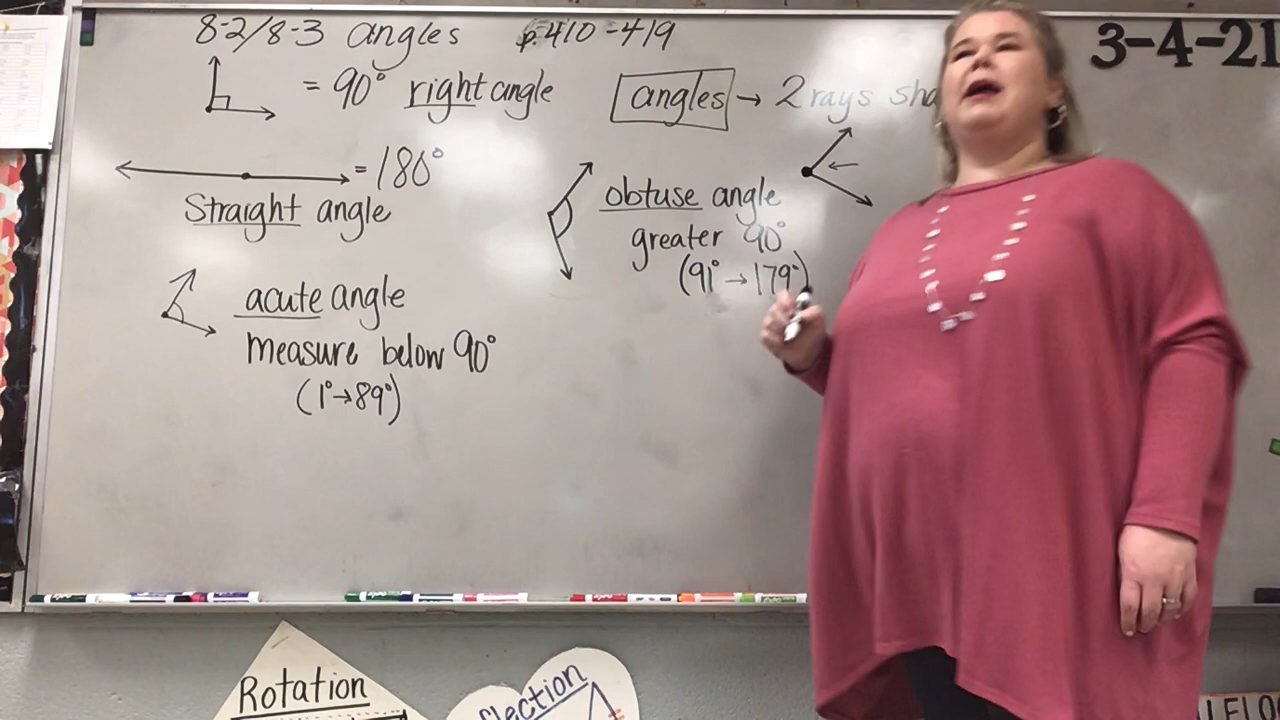 8-2/8-3 angles p.410-419
3-4-21
= 90° right angle
angles → 2 rays sha
= 180°
Straight angle
obtuse angle
greater 90°
(91° → 179°)
acute angle
measure below 90°
(1° → 89°)
Rotation
flection